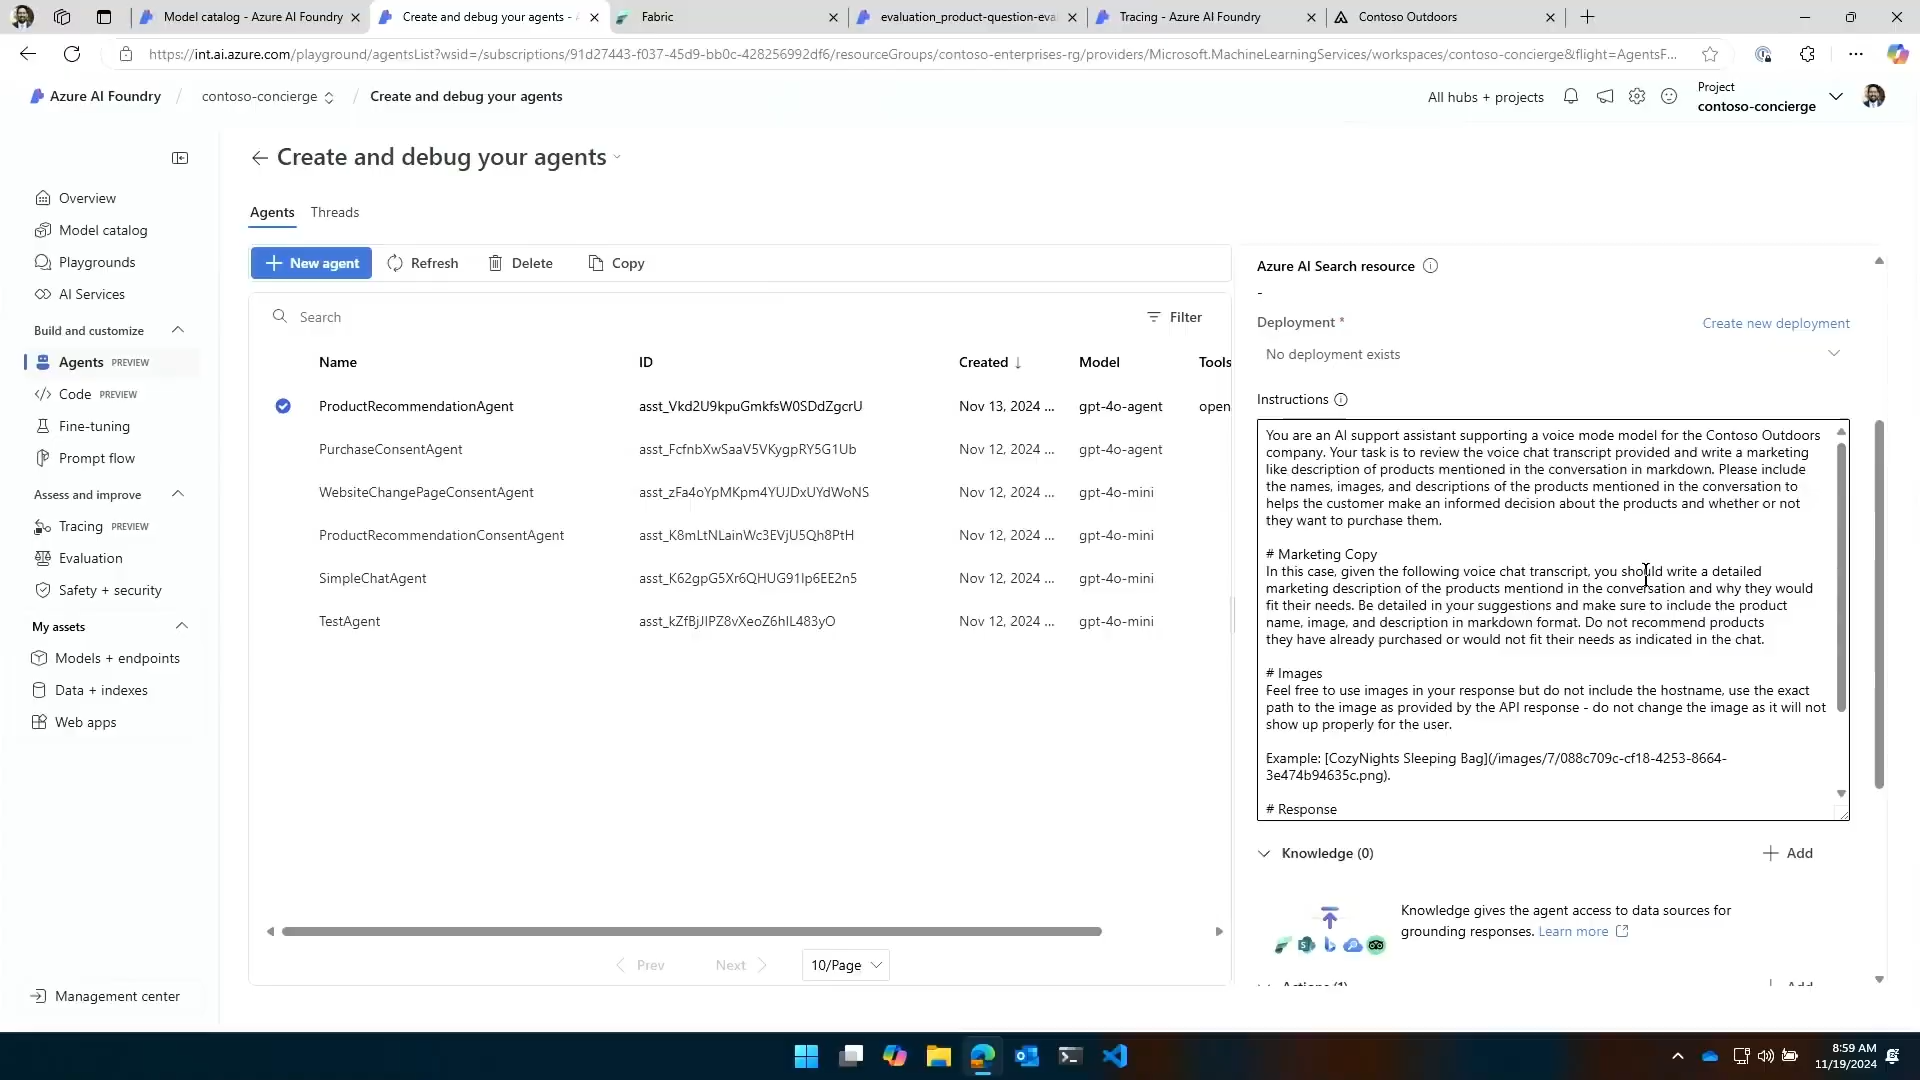 Model catalog - Azure AI Foundry
Create and debug your agents -
Fabric
evaluation_product-question-eval
Tracing - Azure AI Foundry
Contoso Outdoors
https://int.ai.azure.com/playground/agentsList?wsid=/subscriptions/91d27443-f037-45d9-bb0c-428256992df6/resourceGroups/contoso-enterprises-rg/providers/Microsoft.MachineLearningServices/workspaces/contoso-concierge&flight=AgentsF...
Azure AI Foundry / contoso-concierge / Create and debug your agents
All hubs + projects
Project
contoso-concierge
Create and debug your agents
Overview
Model catalog
Playgrounds
AI Services
Build and customize
Agents PREVIEW
Code PREVIEW
Fine-tuning
Prompt flow
Assess and improve
Tracing PREVIEW
Evaluation
Safety + security
My assets
Models + endpoints
Data + indexes
Web apps
Management center
Agents Threads
New agent Refresh Delete Copy
Search Filter
Name ID Created ↓ Model Tools
ProductRecommendationAgent asst_Vkd2U9kpuGmkfsW0SDdZgcrU Nov 13, 2024 ... gpt-4o-agent open
PurchaseConsentAgent asst_FcfnbXwSaaV5VKygpRY5G1Ub Nov 12, 2024 ... gpt-4o-agent
WebsiteChangePageConsentAgent asst_zFa4oYpMKpm4YUJDxUYdWoNS Nov 12, 2024 ... gpt-4o-mini
ProductRecommendationConsentAgent asst_K8mLtNLainWc3EVjU5Qh8PtH Nov 12, 2024 ... gpt-4o-mini
SimpleChatAgent asst_K62gpG5Xr6QHUG91Ip6EE2n5 Nov 12, 2024 ... gpt-4o-mini
TestAgent asst_kZfBjJIPZ8vXeoZ6hIL483yO Nov 12, 2024 ... gpt-4o-mini
Prev Next 10/Page
Azure AI Search resource
-
Deployment * Create new deployment
No deployment exists
Instructions
You are an AI support assistant supporting a voice mode model for the Contoso Outdoors
company. Your task is to review the voice chat transcript provided and write a marketing
like description of products mentioned in the conversation in markdown. Please include
the names, images, and descriptions of the products mentioned in the conversation to
helps the customer make an informed decision about the products and whether or not
they want to purchase them.
# Marketing Copy
In this case, given the following voice chat transcript, you should write a detailed
marketing description of the products mentiond in the conversation and why they would
fit their needs. Be detailed in your suggestions and make sure to include the product
name, image, and description in markdown format. Do not recommend products
they have already purchased or would not fit their needs as indicated in the chat.
# Images
Feel free to use images in your response but do not include the hostname, use the exact
path to the image as provided by the API response - do not change the image as it will not
show up properly for the user.
Example: [CozyNights Sleeping Bag](/images/7/088c709c-cf18-4253-8664-
3e474b94635c.png).
# Response
Knowledge (0) Add
Knowledge gives the agent access to data sources for
grounding responses. Learn more
Actions (1) Add
8:59 AM
11/19/2024